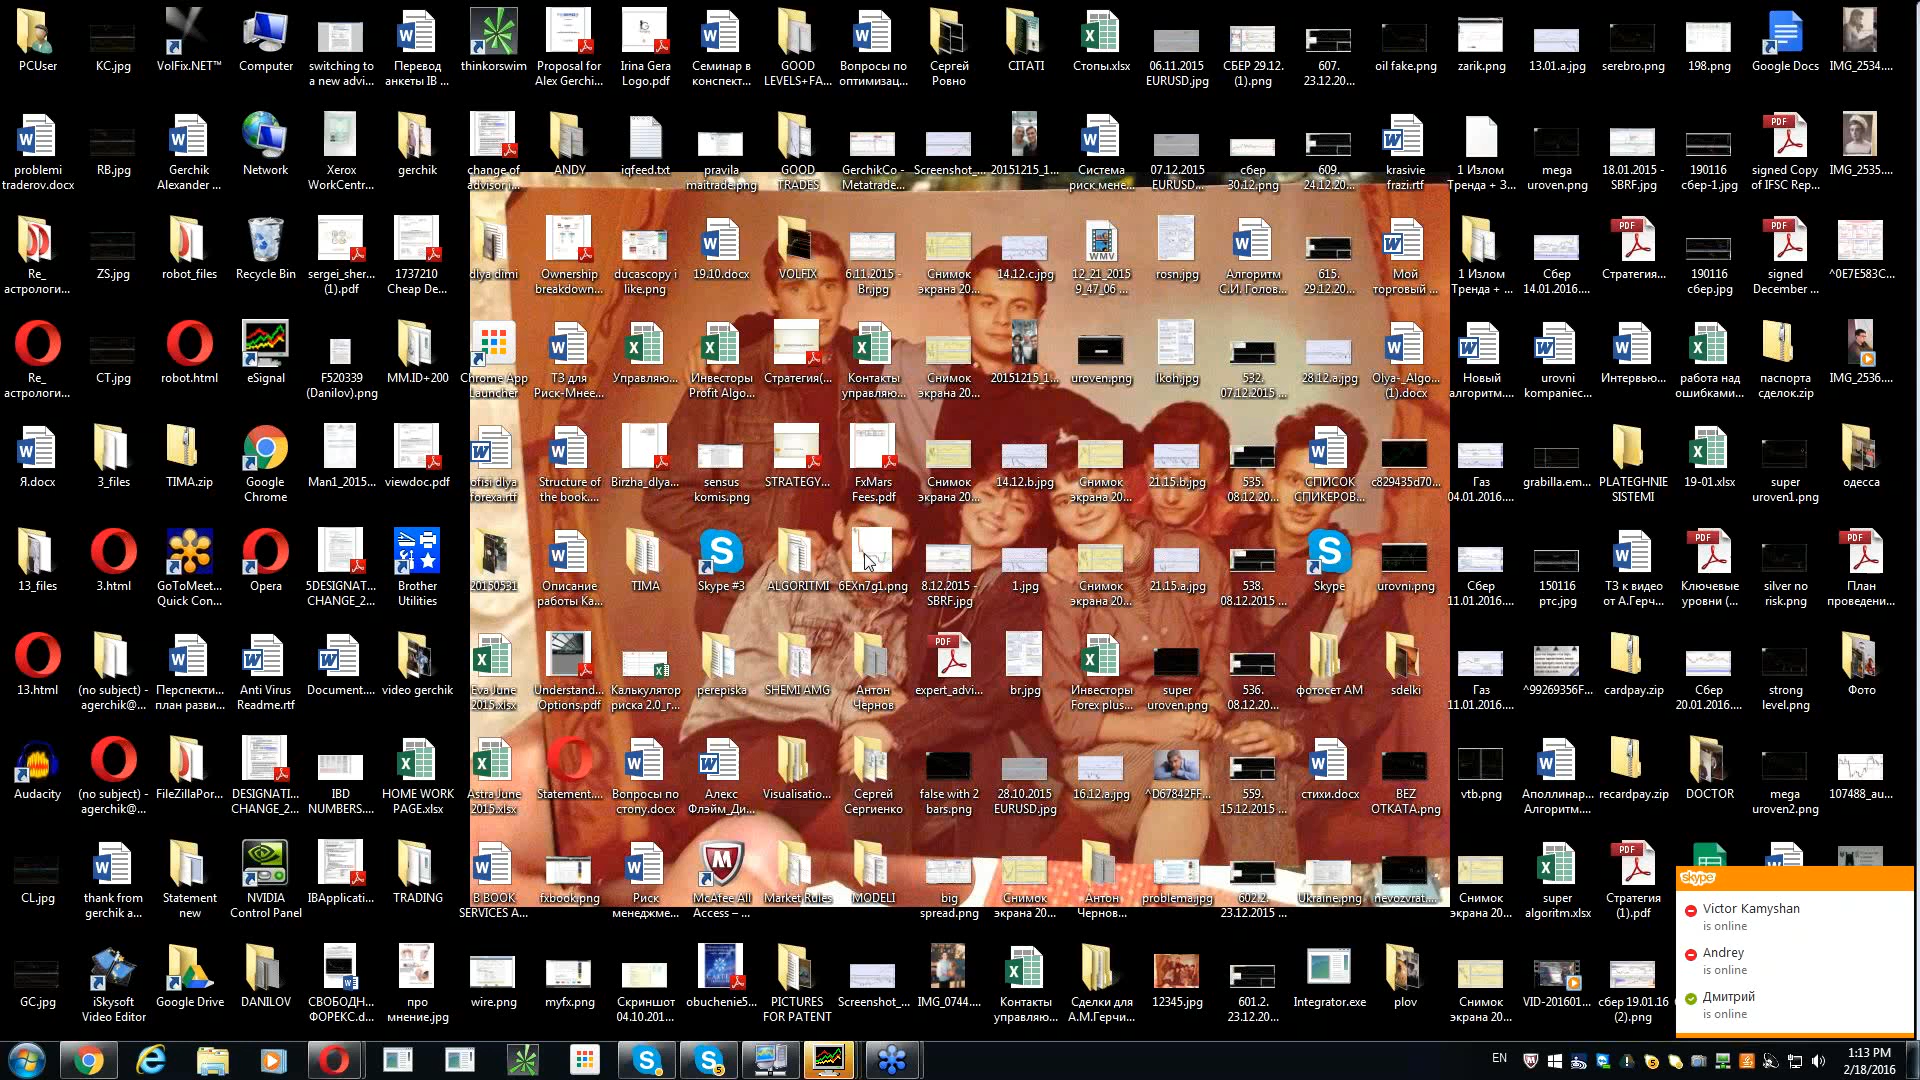 PCUser
KC.jpg
VolFix.NET™
Computer
switching to
a new advi...
Перевод
анкеты IB ...
thinkorswim
Proposal for
Alex Gerchi...
Irina Gera
Logo.pdf
Семинар в
конспект...
GOOD
LEVELS+FA...
Вопросы по
оптимизац...
Сергей
Ровно
CITATI
Стопы.xlsx
06.11.2015
EURUSD.jpg
СБЕР 29.12.
(1).png
607.
23.12.20...
oil fake.png
zarik.png
13.01.a.jpg
serebro.png
198.png
Google Docs
IMG_2534....
problemi
traderov.docx
RB.jpg
Gerchik
Alexander ...
Network
Xerox
WorkCentr...
gerchik
change of
advisor i...
ANDY
iqfeed.txt
pravila
maitrade.png
GOOD
TRADES
GerchikCo -
Metatrade...
Screenshot_...
20151215_1...
Система
риск мене...
07.12.2015
EURUSD...
сбер
30.12.png
609.
24.12.20...
krasivie
frazi.rtf
1 Излом
Тренда + З...
mega
uroven.png
18.01.2015 -
SBRF.jpg
190116
сбер-1.jpg
signed Copy
of IFSC Rep...
IMG_2535....
Re_
астрологи...
ZS.jpg
robot_files
Recycle Bin
sergei_sher...
(1).pdf
1737210
Cheap De...
dlya dimi
Ownership
breakdown...
ducascopy i
like.png
19.10.docx
VOLFIX
6.11.2015 -
Br.jpg
Снимок
экрана 20...
14.12.c.jpg
12_21_2015
9_47_06 ...
rosn.jpg
Алгоритм
С.И. Голов...
615.
29.12.20...
Мой
торговый ...
1 Излом
Тренда + ...
Сбер
14.01.2016....
Стратегия...
190116
сбер.jpg
signed
December ...
^0E7E583C...
Re_
астрологи...
CT.jpg
robot.html
eSignal
F520339
(Danilov).png
MM.ID+200
Chrome App
Launcher
ТЗ для
Риск-Мнее...
Управляю...
Инвесторы
Profit Algo...
Стратегия(...
Контакты
управляю...
Снимок
экрана 20...
20151215_1...
uroven.png
lkoh.jpg
532.
07.12.2015 ...
28.12.a.jpg
Olya-_Algo...
(1).docx
Новый
алгоритм....
urovni
kompaniec...
Интервью...
работа над
ошибками...
паспорта
сделок.zip
IMG_2536....
Я.docx
3_files
TIMA.zip
Google
Chrome
Man1_2015...
viewdoc.pdf
ofisi dlya
forexa.rtf
Structure of
the book....
Birzha_dlya...
sensus
komis.png
STRATEGY...
FxMars
Fees.pdf
Снимок
экрана 20...
14.12.b.jpg
Снимок
экрана 20...
21.15.b.jpg
535.
08.12.20...
СПИСОК
СПИКЕРОВ...
c829435d70...
Газ
04.01.2016....
grabilla.em...
PLATEGHNIE
SISTEMI
19-01.xlsx
super
uroven1.png
одесса
13_files
3.html
GoToMeet...
Quick Con...
Opera
5DESIGNAT...
CHANGE_2...
Brother
Utilities
20150531
Описание
работы Ка...
TIMA
Skype #3
ALGORITMI
6EXn7g1.png
8.12.2015 -
SBRF.jpg
1.jpg
Снимок
экрана 20...
21.15.a.jpg
538.
08.12.2015 ...
Skype
urovni.png
Сбер
11.01.2016....
150116
ртс.jpg
ТЗ к видео
от А.Герч...
Ключевые
уровни (...
silver no
risk.png
План
проведени...
13.html
(no subject) -
agerchik@...
Перспекти...
план разви...
Anti Virus
Readme.rtf
Document....
video gerchik
Eva June
2015.xlsx
Understand...
Options.pdf
Калькулятор
риска 2.0_г...
perepiska
SHEMI AMG
Антон
Чернов
expert_advi...
br.jpg
Инвесторы
Forex plus...
super
uroven.png
536.
08.12.20...
фотосет АМ
sdelki
Газ
11.01.2016....
^99269356F...
cardpay.zip
Сбер
20.01.2016....
strong
level.png
Фото
Audacity
(no subject) -
agerchik@...
FileZillaPor...
DESIGNATI...
CHANGE_2...
IBD
NUMBERS....
HOME WORK
PAGE.xlsx
Astra June
2015.xlsx
Statement....
Вопросы по
стопу.docx
Алекс
Флэйм_Ди...
Visualisatio...
Сергей
Сергиенко
false with 2
bars.png
28.10.2015
EURUSD.jpg
16.12.a.jpg
^D67842FF...
559.
15.12.2015 ...
стихи.docx
BEZ
OTKATA.png
vtb.png
Аполлинар...
Алгоритм....
recardpay.zip
DOCTOR
mega
uroven2.png
107488_au...
CL.jpg
thank from
gerchik a...
Statement
new
NVIDIA
Control Panel
IBApplicati...
TRADING
B BOOK
SERVICES A...
fxbook.png
Риск
менеджме...
McAfee All
Access – ...
Market Rules
MODELI
big
spread.png
Снимок
экрана 20...
Антон
Чернов...
problema.jpg
602.2.
23.12.20...
Ukraine.png
nevozvrat....
Снимок
экрана 20...
super
algoritm.xlsx
Стратегия
(1).pdf
GC.jpg
iSkysoft
Video Editor
Google Drive
DANILOV
СВОБОДН...
ФОРЕКС.d...
про
мнение.jpg
wire.png
myfx.png
Скриншот
04.10.201...
obuchenie5...
PICTURES
FOR PATENT
Screenshot_...
IMG_0744....
Контакты
управляю...
Сделки для
А.М.Герчи...
12345.jpg
601.2.
23.12.20...
Integrator.exe
plov
Снимок
экрана 20...
VID-201601...
сбер 19.01.16
(2).png
skype
Victor Kamyshan
is online
Andrey
is online
Дмитрий
is online
EN
1:13 PM
2/18/2016